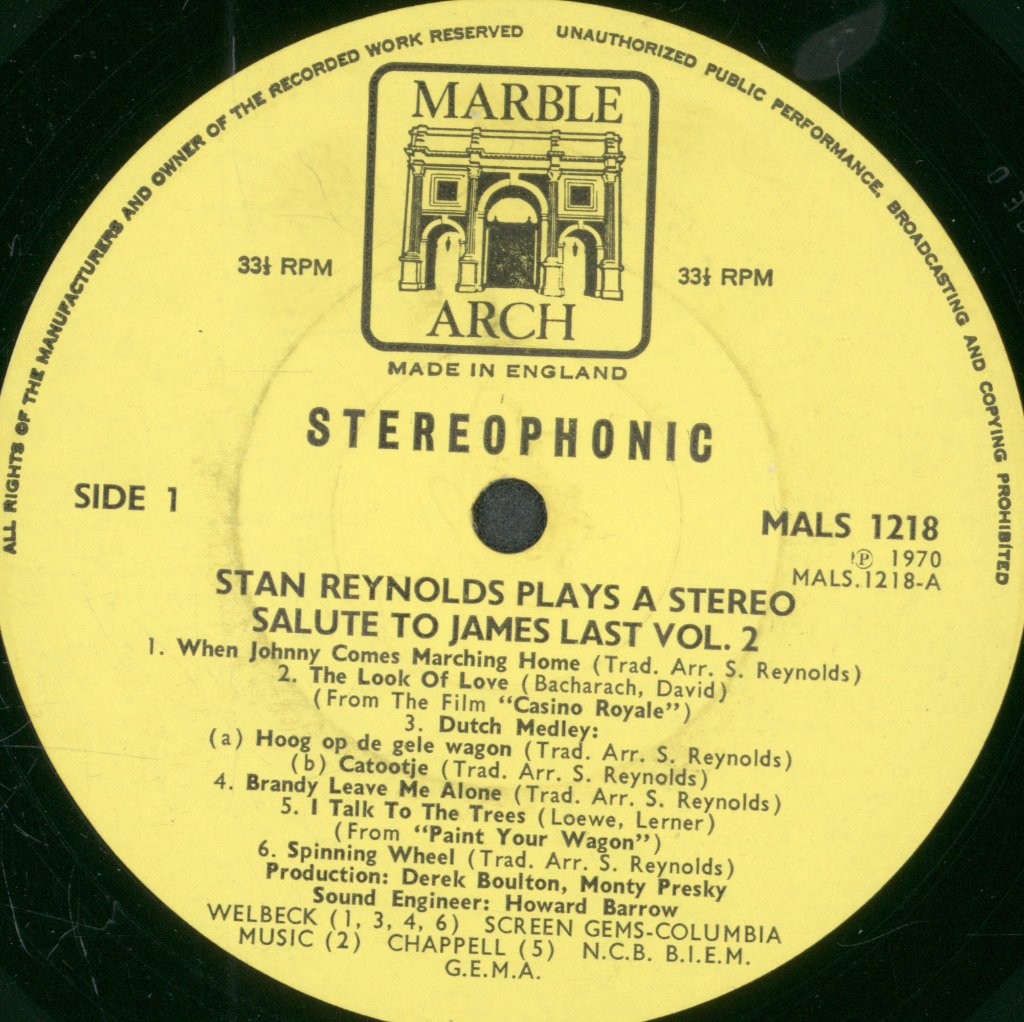 ALL RIGHTS OF THE MANUFACTURERS AND OWNER OF THE RECORDED WORK RESERVED UNAUTHORIZED PUBLIC PERFORMANCE, BROADCASTING AND COPYING PROHIBITED
MARBLE
ARCH
33⅓ RPM
33⅓ RPM
MADE IN ENGLAND
STEREOPHONIC
SIDE 1
MALS 1218
℗ 1970
MALS.1218-A
STAN REYNOLDS PLAYS A STEREO
SALUTE TO JAMES LAST VOL. 2
1. When Johnny Comes Marching Home (Trad. Arr. S. Reynolds)
2. The Look Of Love (Bacharach, David)
(From The Film "Casino Royale")
3. Dutch Medley:
(a) Hoog op de gele wagon (Trad. Arr. S. Reynolds)
(b) Catootje (Trad. Arr. S. Reynolds)
4. Brandy Leave Me Alone (Trad. Arr. S. Reynolds)
5. I Talk To The Trees (Loewe, Lerner)
(From "Paint Your Wagon")
6. Spinning Wheel (Trad. Arr. S. Reynolds)
Production: Derek Boulton, Monty Presky
Sound Engineer: Howard Barrow
WELBECK (1, 3, 4, 6) SCREEN GEMS-COLUMBIA
MUSIC (2) CHAPPELL (5) N.C.B. B.I.E.M.
G.E.M.A.